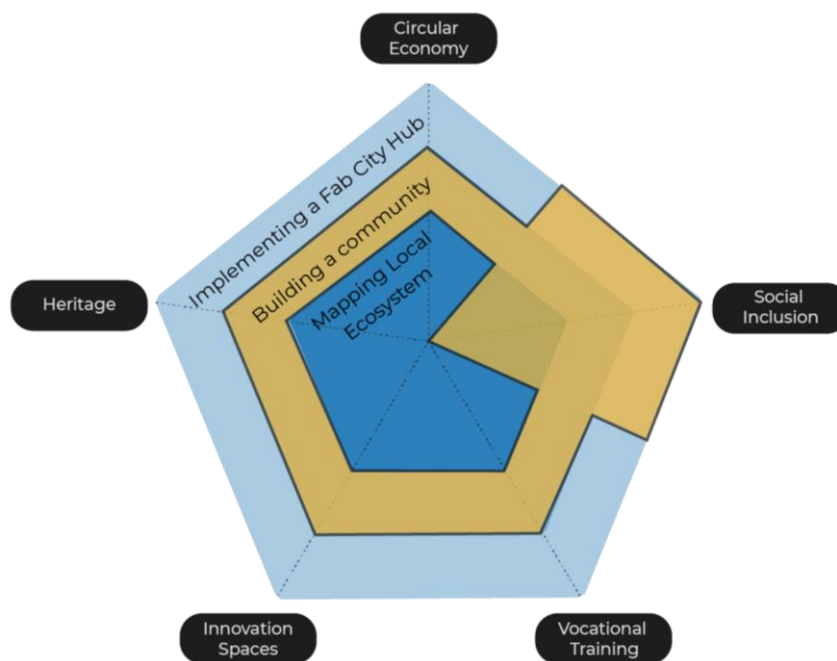 Circular
Economy
Implementing a Fab City Hub
Building a community
Mapping Local
Ecosystem
Heritage
Social
Inclusion
Innovation
Spaces
Vocational
Training